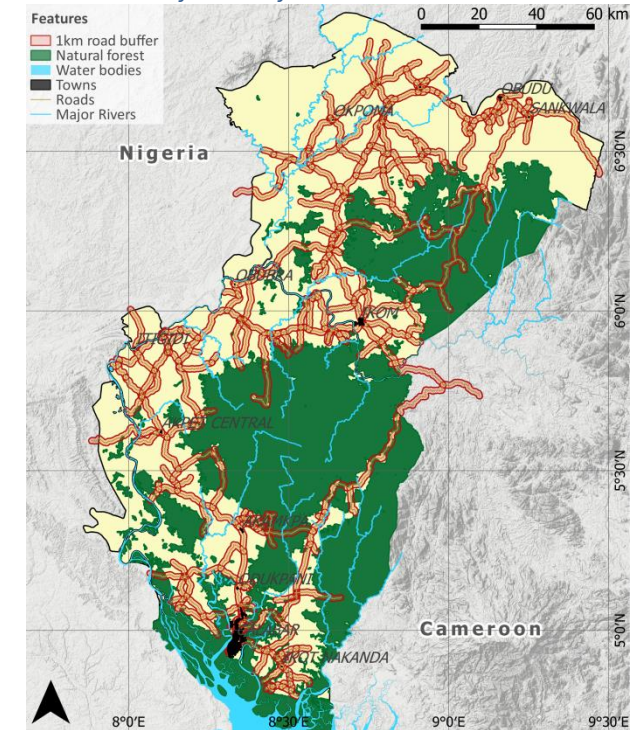 Features
1km road buffer
Natural forest
Water bodies
Towns
Roads
Major Rivers
0 20 40 60 km
OBUDU
SANKWALA
OKPOMA
Nigeria
6°30'N
OBUBRA
IKOM
6°0'N
CENTRAL
5°30'N
ODUKPANI
5°0'N
Cameroon
IKOT NAKANDA
8°0'E 8°30'E 9°0'E 9°30'E